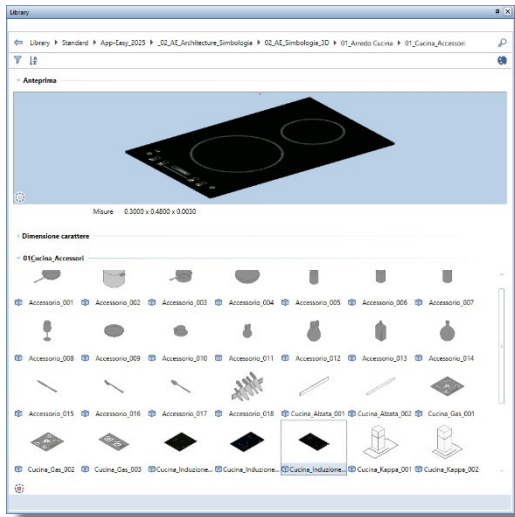 Library
Library Standard App-Easy_2025 _02_AE_Architecture_Simbologia 02_AE_Simbologia_3D 01_Arredo Cucina 01_Cucina_Accessori
Anteprima
Misure 0.3000 x 0.4800 x 0.0030
Dimensione carattere
01Cucina_Accessori
Accessorio_001 Accessorio_002 Accessorio_003 Accessorio_004 Accessorio_005 Accessorio_006 Accessorio_007
Accessorio_008 Accessorio_009 Accessorio_010 Accessorio_011 Accessorio_012 Accessorio_013 Accessorio_014
Accessorio_015 Accessorio_016 Accessorio_017 Accessorio_018 Cucina_Alzata_001 Cucina_Alzata_002 Cucina_Gas_001
Cucina_Gas_002 Cucina_Gas_003 Cucina_Induzione... Cucina_Induzione... Cucina_Induzione... Cucina_Kappa_001 Cucina_Kappa_002